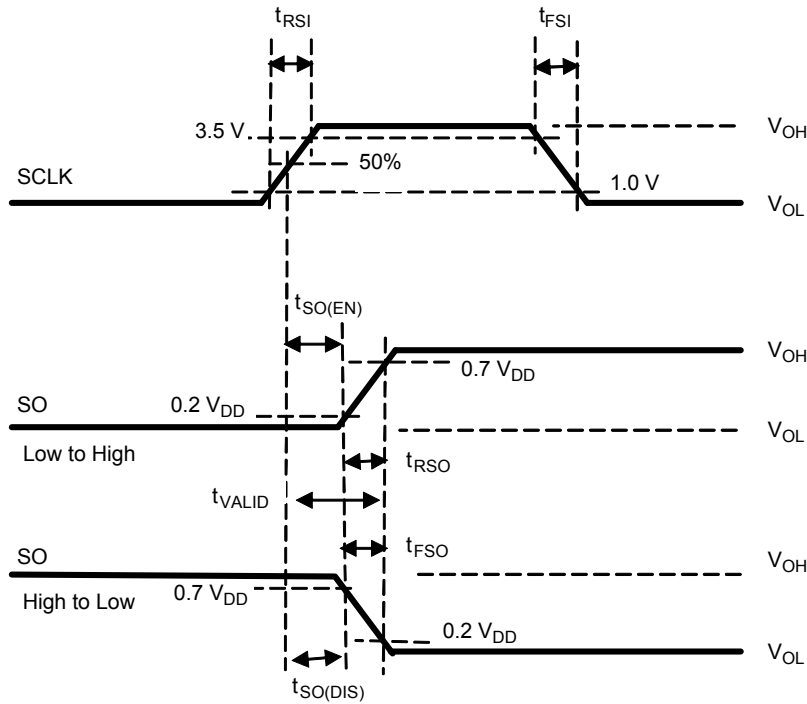 tRSI
tFSI
3.5 V
VOH
50%
SCLK
1.0 V
VOL
tSO(EN)
VOH
0.7 VDD
SO
0.2 VDD
VOL
Low to High
tRSO
tVALID
tFSO
SO
VOH
High to Low
0.7 VDD
0.2 VDD
VOL
tSO(DIS)